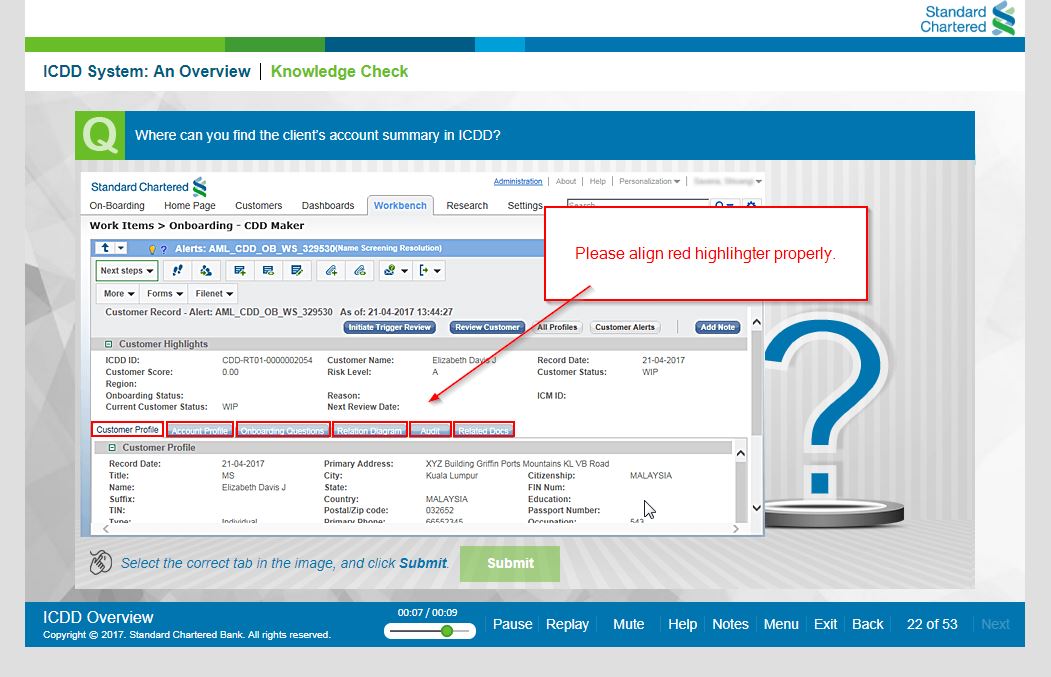 Standard
Chartered
ICDD System: An Overview | Knowledge Check
Q Where can you find the client's account summary in ICDD?
Standard Chartered
Administration | About | Help | Personalization
On-Boarding Home Page Customers Dashboards Workbench Research Settings Search
Work Items > Onboarding - CDD Maker
Alerts: AML_CDD_OB_WS_329530(Name Screening Resolution)
Please align red highlihgter properly.
Next steps
More Forms Filenet
Customer Record - Alert: AML_CDD_OB_WS_329530 As of: 21-04-2017 13:44:27
Initiate Trigger Review Review Customer All Profiles Customer Alerts Add Note
Customer Highlights
ICDD ID: CDD-RT01-0000002054 Customer Name: Elizabeth Davis J Record Date: 21-04-2017
Customer Score: 0.00 Risk Level: A Customer Status: WIP
Region:
Onboarding Status: Reason: ICM ID:
Current Customer Status: WIP Next Review Date:
Customer Profile Account Profile Onboarding Questions Relation Diagram Audit Related Docs
Customer Profile
Record Date: 21-04-2017 Primary Address: XYZ Building Griffin Ports Mountains KL VB Road
Title: MS City: Kuala Lumpur Citizenship: MALAYSIA
Name: Elizabeth Davis J State: FIN Num:
Suffix: Country: MALAYSIA Education:
TIN: Postal/Zip code: 032652 Passport Number:
Type: Individual Primary Phone: 66552345 Occupation: 543
Select the correct tab in the image, and click Submit. Submit
ICDD Overview
Copyright © 2017. Standard Chartered Bank. All rights reserved.
00:07 / 00:09
Pause Replay Mute Help Notes Menu Exit Back 22 of 53 Next